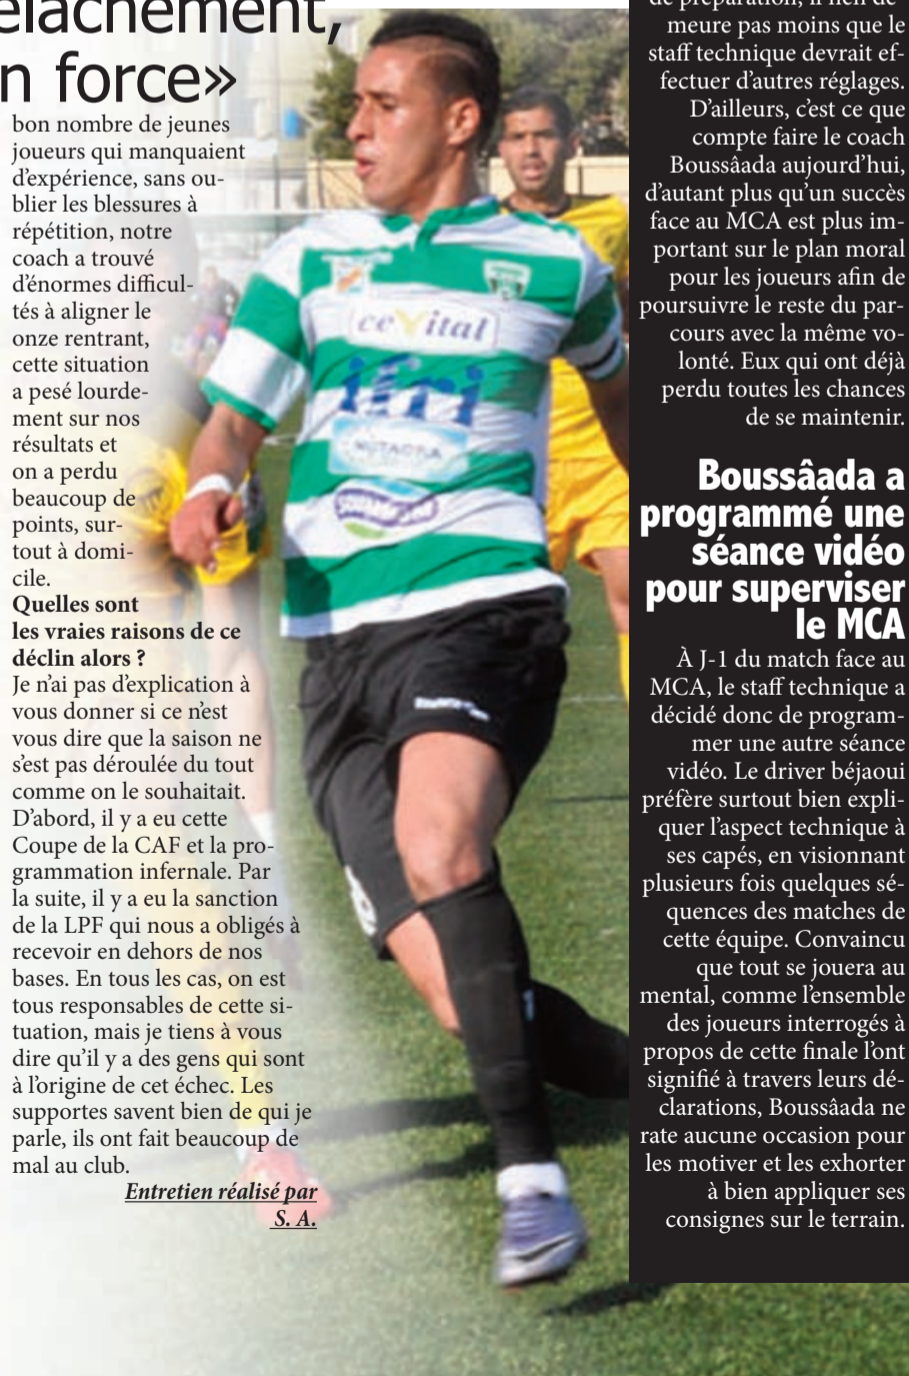 elâchement,
n force»
bon nombre de jeunes
joueurs qui manquaient
d'expérience, sans ou-
blier les blessures à
répétition, notre
coach a trouvé
d'énormes difficul-
tés à aligner le
onze rentrant,
cette situation
a pesé lourde-
ment sur nos
résultats et
on a perdu
beaucoup de
points, sur-
tout à domi-
cile.
Quelles sont
les vraies raisons de ce
déclin alors ?
Je n'ai pas d'explication à
vous donner si ce n'est
vous dire que la saison ne
s'est pas déroulée du tout
comme on le souhaitait.
D'abord, il y a eu cette
Coupe de la CAF et la pro-
grammation infernale. Par
la suite, il y a eu la sanction
de la LPF qui nous a obligés à
recevoir en dehors de nos
bases. En tous les cas, on est
tous responsables de cette si-
tuation, mais je tiens à vous
dire qu'il y a des gens qui sont
à l'origine de cet échec. Les
supportes savent bien de qui je
parle, ils ont fait beaucoup de
mal au club.
Entretien réalisé par
S. A.
cevital
ifri
de préparation, il n'en de-
meure pas moins que le
staff technique devrait ef-
fectuer d'autres réglages.
D'ailleurs, c'est ce que
compte faire le coach
Boussâada aujourd'hui,
d'autant plus qu'un succès
face au MCA est plus im-
portant sur le plan moral
pour les joueurs afin de
poursuivre le reste du par-
cours avec la même vo-
lonté. Eux qui ont déjà
perdu toutes les chances
de se maintenir.
Boussâada a
programmé une
séance vidéo
pour superviser
le MCA
À J-1 du match face au
MCA, le staff technique a
décidé donc de program-
mer une autre séance
vidéo. Le driver béjaoui
préfère surtout bien expli-
quer l'aspect technique à
ses capés, en visionnant
plusieurs fois quelques sé-
quences des matches de
cette équipe. Convaincu
que tout se jouera au
mental, comme l'ensemble
des joueurs interrogés à
propos de cette finale l'ont
signifié à travers leurs dé-
clarations, Boussâada ne
rate aucune occasion pour
les motiver et les exhorter
à bien appliquer ses
consignes sur le terrain.